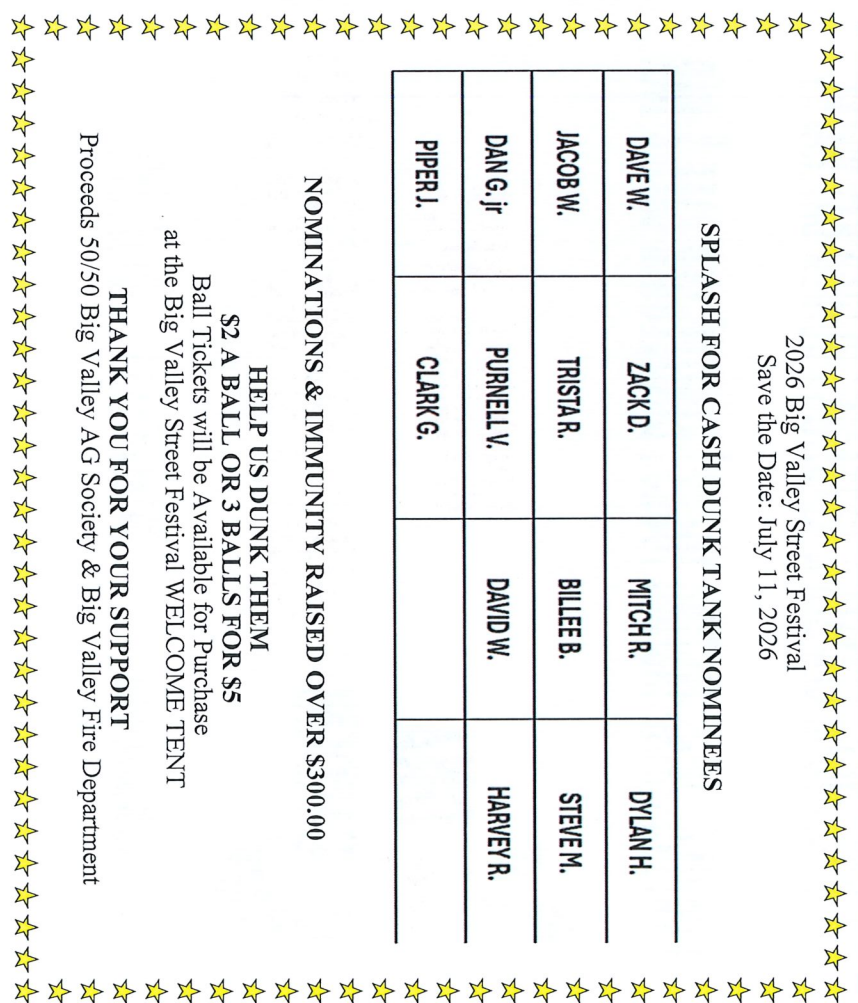 2026 Big Valley Street Festival
Save the Date: July 11, 2026
SPLASH FOR CASH DUNK TANK NOMINEES
DAVE W. ZACK D. MITCH R. DYLAN H.
JACOB W. TRISTA R. BILLEE B. STEVE M.
DAN G. jr PURNELL V. DAVID W. HARVEY R.
PIPER J. CLARK G.
NOMINATIONS & IMMUNITY RAISED OVER $300.00
HELP US DUNK THEM
$2 A BALL OR 3 BALLS FOR $5
Ball Tickets will be Available for Purchase
at the Big Valley Street Festival WELCOME TENT
THANK YOU FOR YOUR SUPPORT
Proceeds 50/50 Big Valley AG Society & Big Valley Fire Department